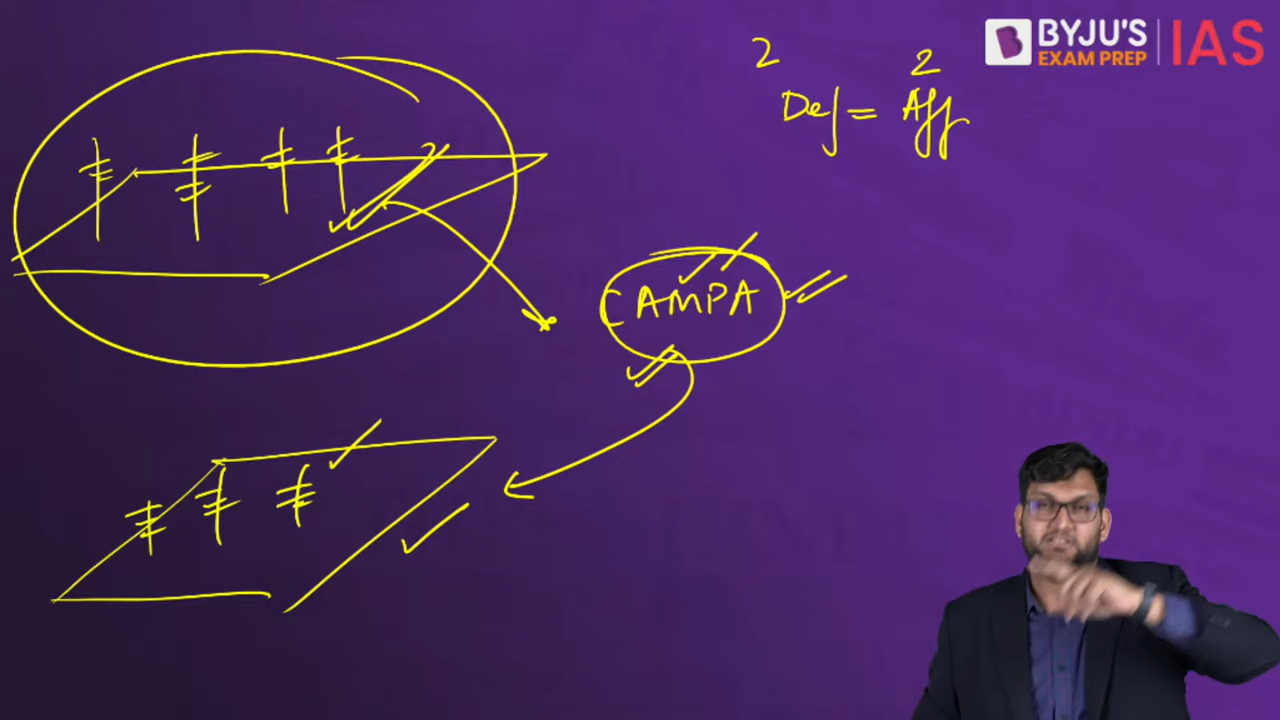 2 2
Def = Aff
CAMPA
BYJU'S
EXAM PREP
IAS